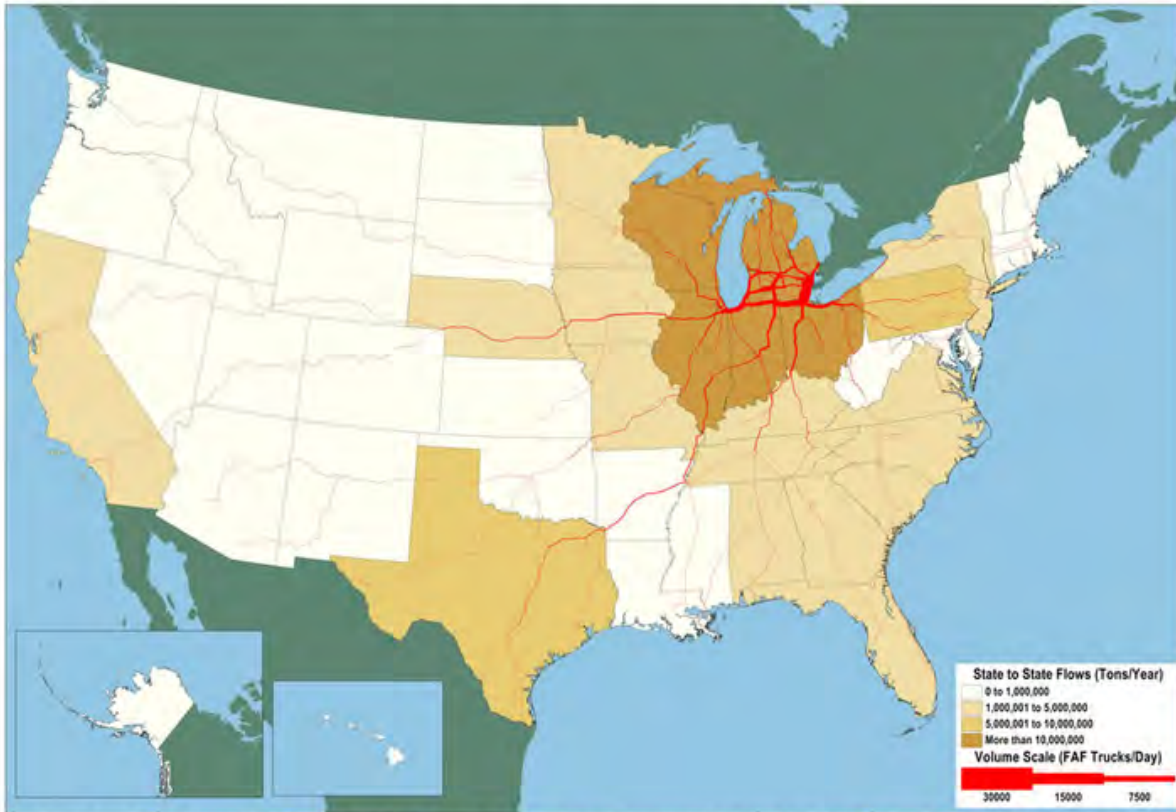 State to State Flows (Tons/Year)
0 to 1,000,000
1,000,001 to 5,000,000
5,000,001 to 10,000,000
More than 10,000,000
Volume Scale (FAF Trucks/Day)
30000 15000 7500